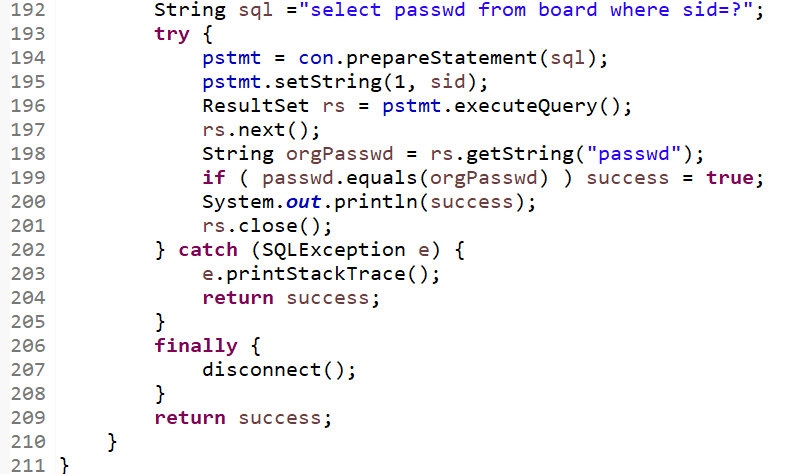 192 String sql ="select passwd from board where sid=?";
193 try {
194 pstmt = con.prepareStatement(sql);
195 pstmt.setString(1, sid);
196 ResultSet rs = pstmt.executeQuery();
197 rs.next();
198 String orgPasswd = rs.getString("passwd");
199 if ( passwd.equals(orgPasswd) ) success = true;
200 System.out.println(success);
201 rs.close();
202 } catch (SQLException e) {
203 e.printStackTrace();
204 return success;
205 }
206 finally {
207 disconnect();
208 }
209 return success;
210 }
211 }